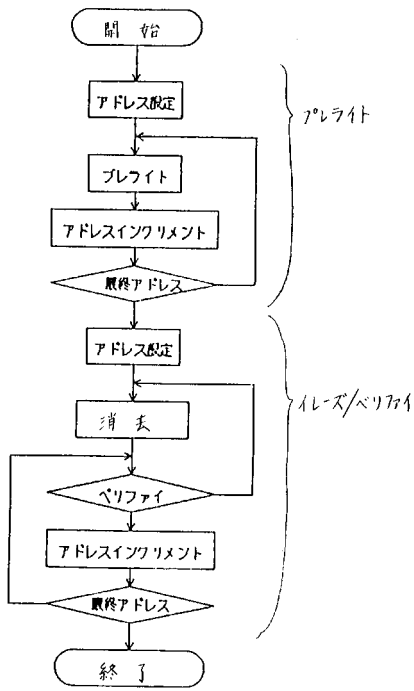 開始
アドレス設定
プレライト
プレライト
アドレスインクリメント
最終アドレス
アドレス設定
イレーズ/ベリファイ
消去
ベリファイ
アドレスインクリメント
最終アドレス
終了